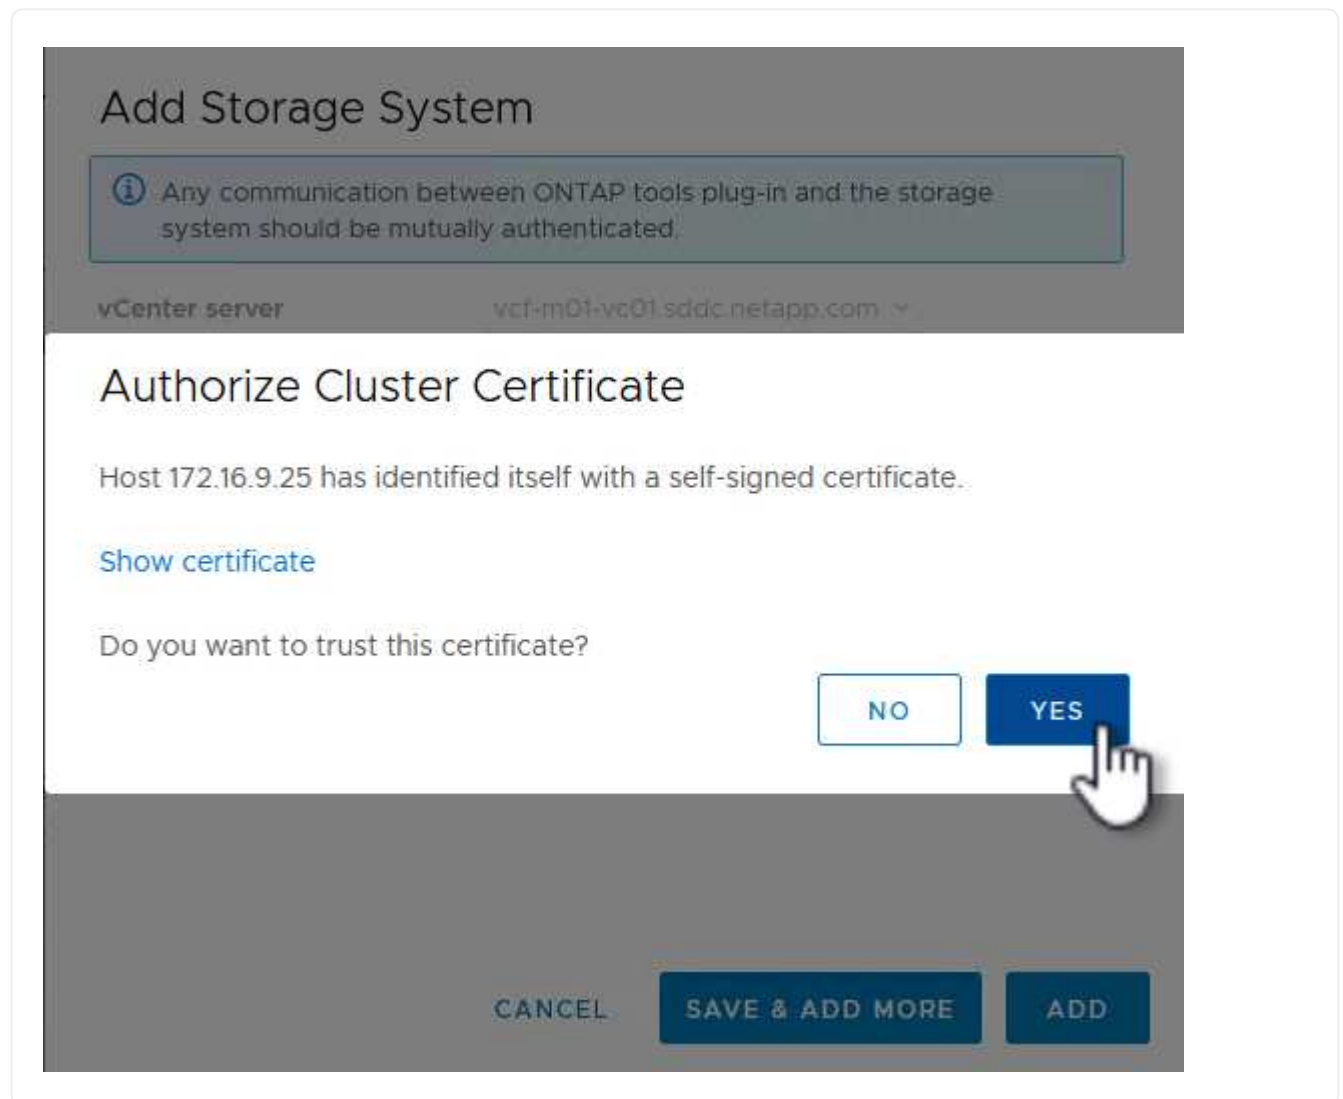 Add Storage System
Any communication between ONTAP tools plug-in and the storage
system should be mutually authenticated.
vCenter server vcf-m01-vc01.sddc.netapp.com
Authorize Cluster Certificate
Host 172.16.9.25 has identified itself with a self-signed certificate.
Show certificate
Do you want to trust this certificate?
NO YES
CANCEL SAVE & ADD MORE ADD